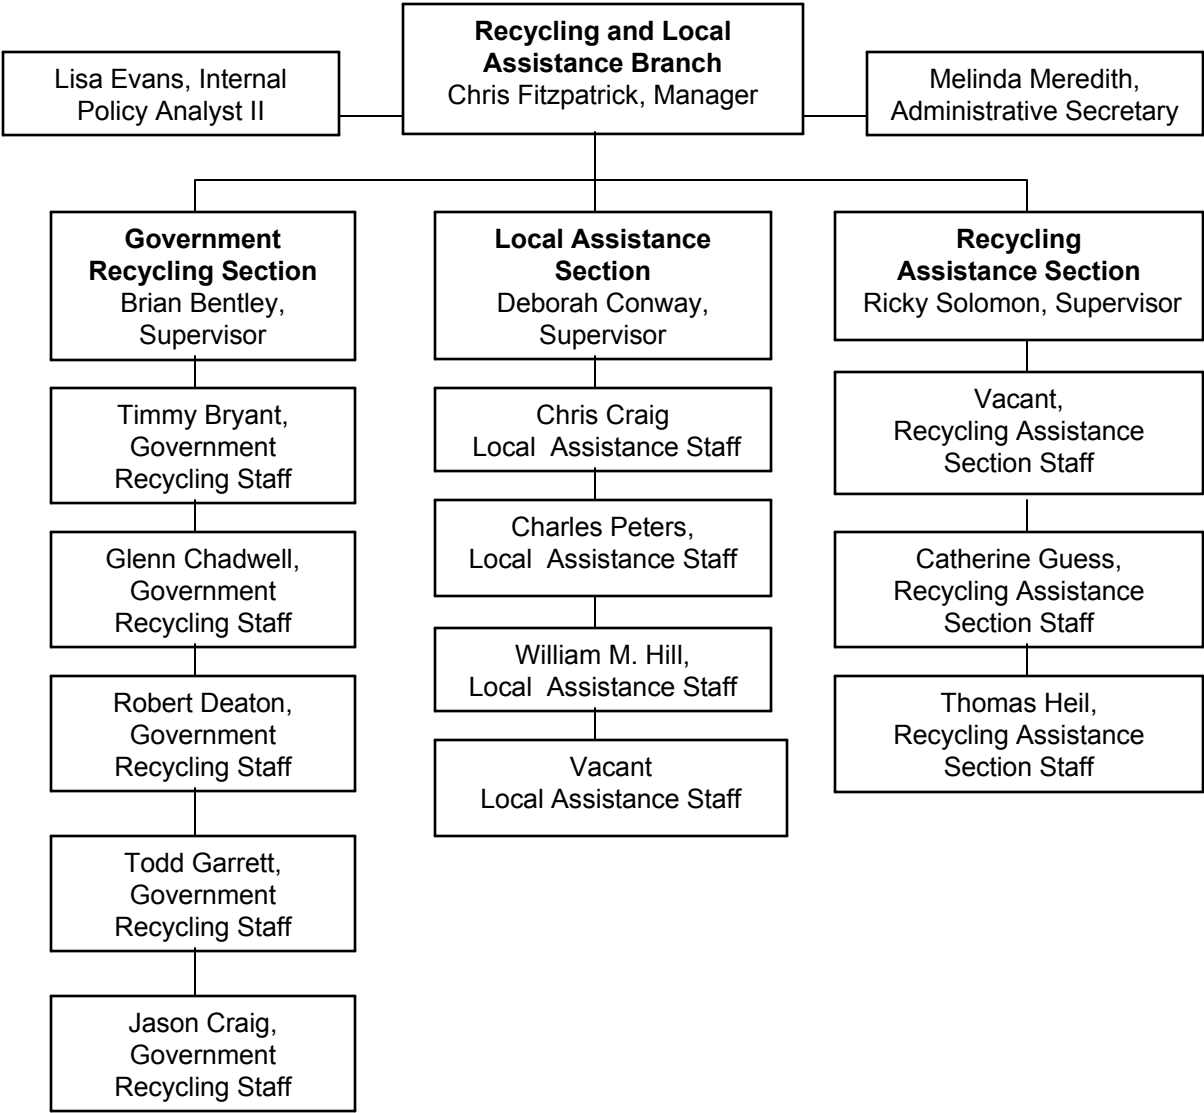 Recycling and Local
Assistance Branch
Chris Fitzpatrick, Manager
Lisa Evans, Internal
Policy Analyst II
Melinda Meredith,
Administrative Secretary
Government
Recycling Section
Brian Bentley,
Supervisor
Timmy Bryant,
Government
Recycling Staff
Glenn Chadwell,
Government
Recycling Staff
Robert Deaton,
Government
Recycling Staff
Todd Garrett,
Government
Recycling Staff
Jason Craig,
Government
Recycling Staff
Local Assistance
Section
Deborah Conway,
Supervisor
Chris Craig
Local  Assistance Staff
Charles Peters,
Local  Assistance Staff
William M. Hill,
Local  Assistance Staff
Vacant
Local Assistance Staff
Recycling
Assistance Section
Ricky Solomon, Supervisor
Vacant,
Recycling Assistance
Section Staff
Catherine Guess,
Recycling Assistance
Section Staff
Thomas Heil,
Recycling Assistance
Section Staff